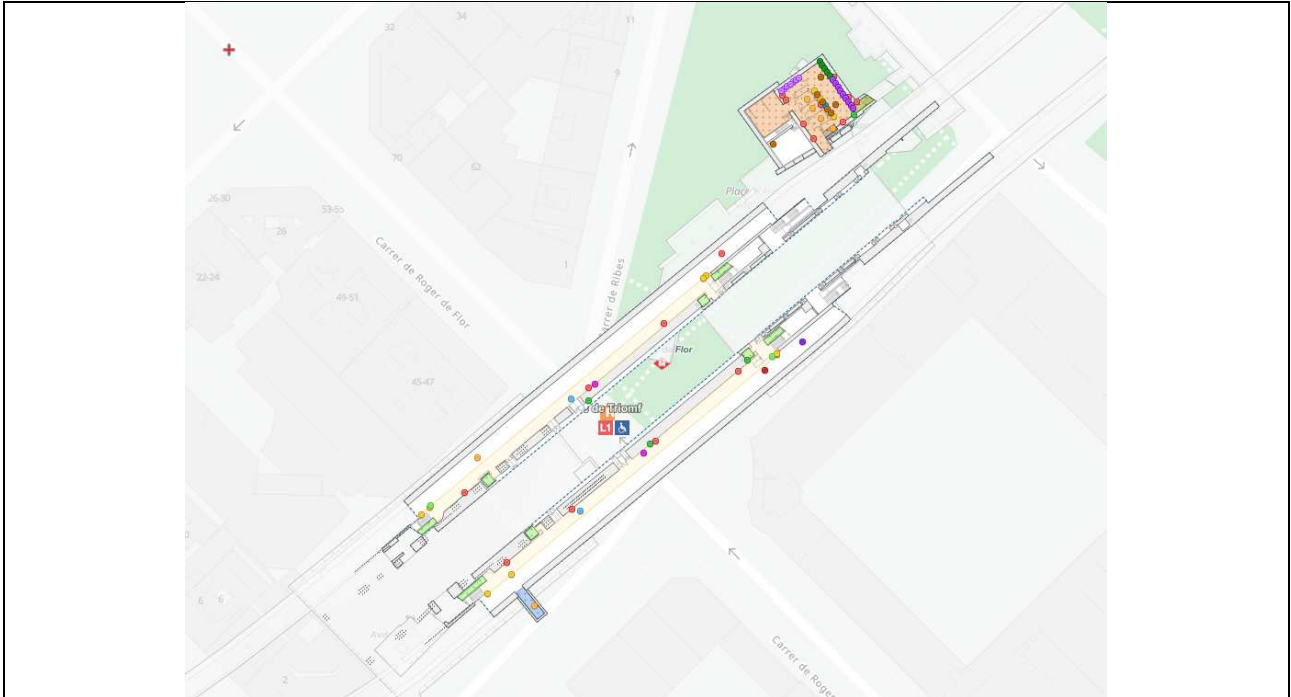 34
32
11
9
70
62
26-30
53-55
26
22-24
49-51
1
Carrer de Roger de Flor
Carrer de Ribes
Flor
45-47
de Triomf
L1
6
6
2
Carrer de Roger